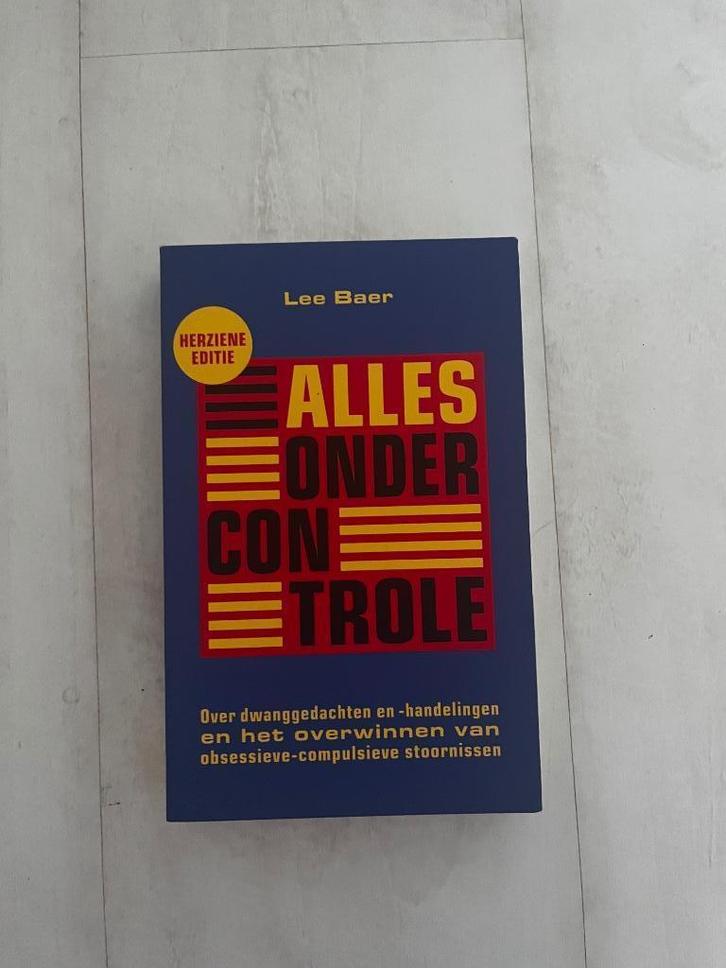 Lee Baer
HERZIENE
EDITIE
ALLES
ONDER
CON
TROLE
Over dwanggedachten en -handelingen
en het overwinnen van
obsessieve-compulsieve stoornissen